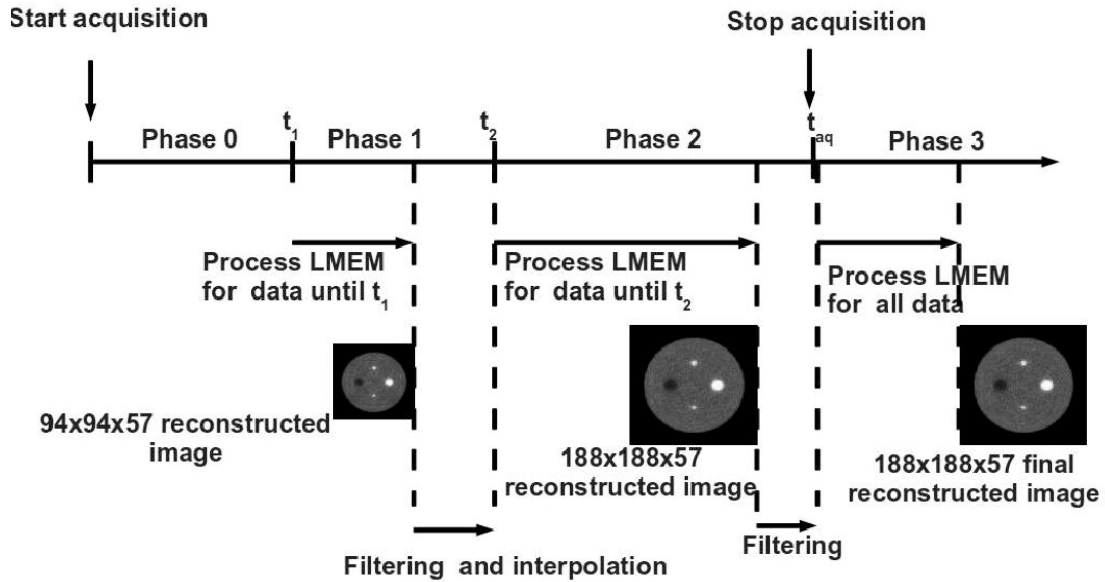 Start acquisition
Stop acquisition
Phase 0
t1
Phase 1
t2
Phase 2
taq
Phase 3
Process LMEM
for data until t1
Process LMEM
for data until t2
Process LMEM
for all data
94x94x57 reconstructed
image
188x188x57
reconstructed image
188x188x57 final
reconstructed image
Filtering and interpolation
Filtering